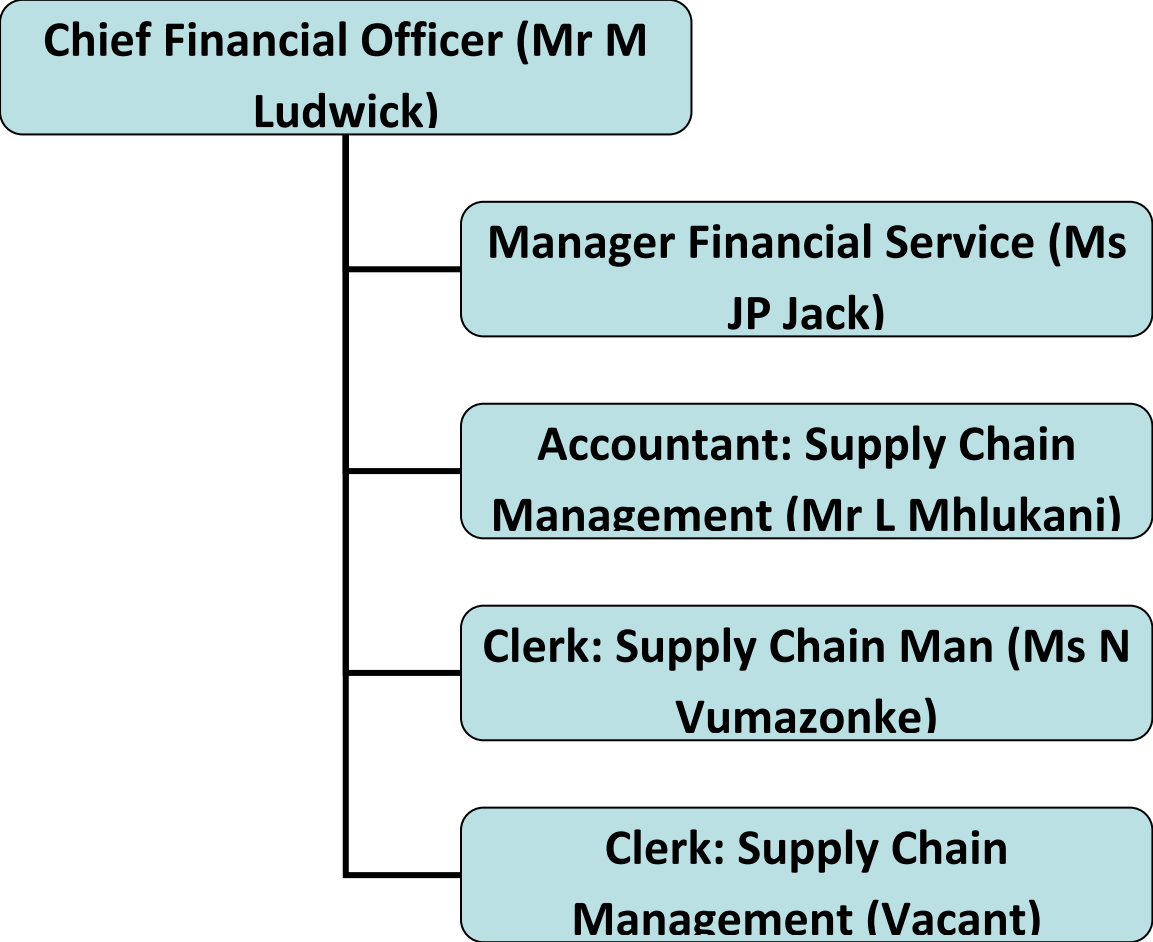 Chief Financial Officer (Mr M
Ludwick)
Manager Financial Service (Ms
JP Jack)
Accountant: Supply Chain
Management (Mr L Mhlukani)
Clerk: Supply Chain Man (Ms N
Vumazonke)
Clerk: Supply Chain
Management (Vacant)